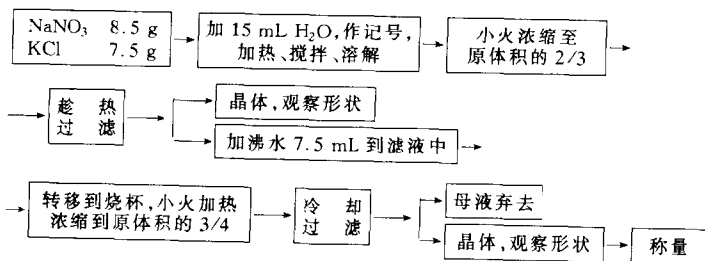 NaNO₃ 8.5 g
KCl 7.5 g
加 15 mL H₂O,作记号,
加热、搅拌、溶解
小火浓缩至
原体积的 2/3
趁 热
过 滤
晶体,观察形状
加沸水 7.5 mL 到滤液中
转移到烧杯,小火加热
浓缩到原体积的 3/4
冷 却
过 滤
母液弃去
晶体,观察形状
称量